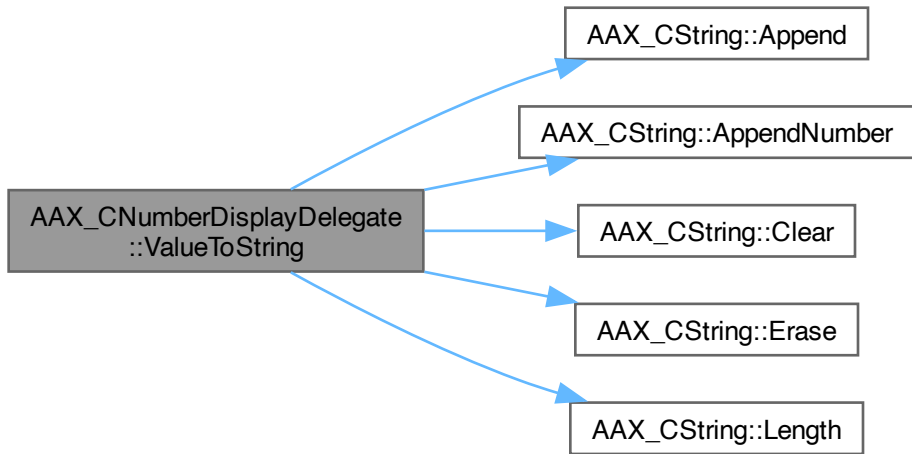 AAX_CString::Append
AAX_CString::AppendNumber
AAX_CNumberDisplayDelegate
::ValueToString
AAX_CString::Clear
AAX_CString::Erase
AAX_CString::Length